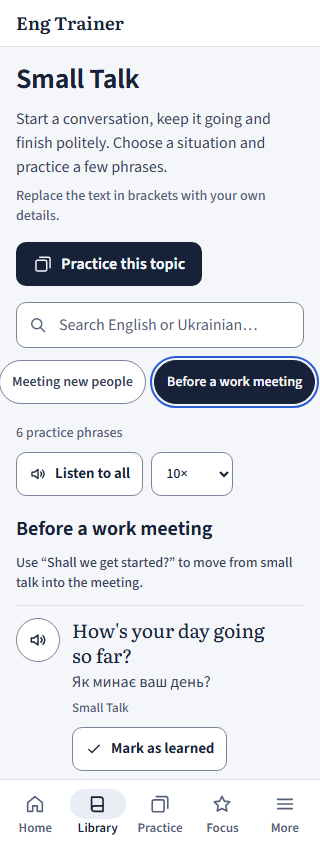 Eng Trainer
Small Talk
Start a conversation, keep it going and
finish politely. Choose a situation and
practice a few phrases.
Replace the text in brackets with your own
details.
Practice this topic
Search English or Ukrainian…
Meeting new people
Before a work meeting
6 practice phrases
Listen to all
10×
Before a work meeting
Use “Shall we get started?” to move from small
talk into the meeting.
How's your day going
so far?
Як минає ваш день?
Small Talk
Mark as learned
Home
Library
Practice
Focus
More